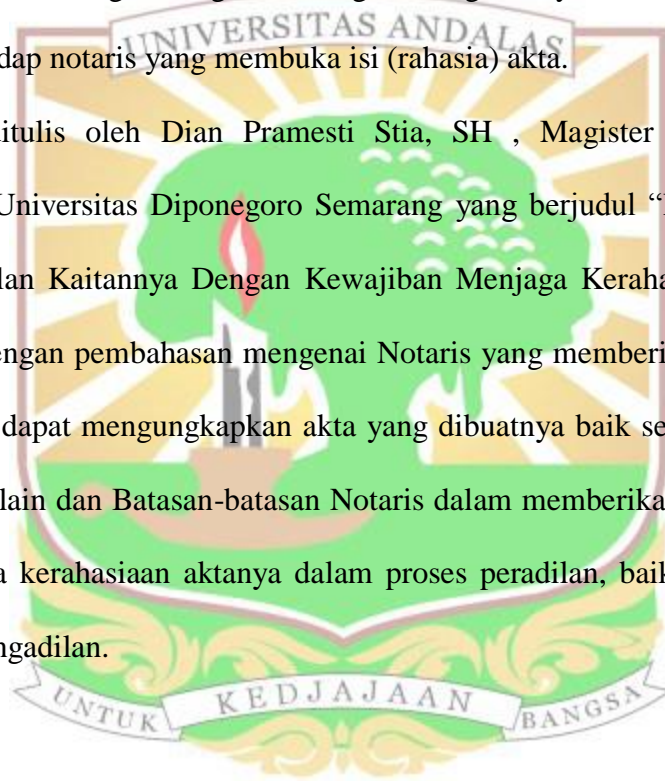 UNIVERSITAS ANDALAS
dap notaris yang membuka isi (rahasia) akta.
itulis oleh Dian Pramesti Stia, SH , Magister
Universitas Diponegoro Semarang yang berjudul “
lan Kaitannya Dengan Kewajiban Menjaga Keraha
engan pembahasan mengenai Notaris yang memberi
dapat mengungkapkan akta yang dibuatnya baik se
lain dan Batasan-batasan Notaris dalam memberika
a kerahasiaan aktanya dalam proses peradilan, baik
ngadilan.
UNTUK KEDJAJAAN BANGSA